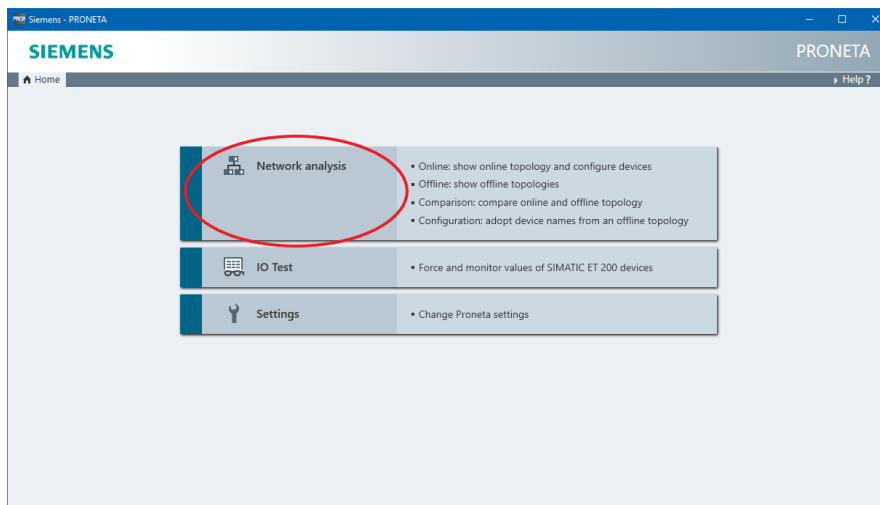 Siemens - PRONETA
SIEMENS
PRONETA
Home
Help ?
Network analysis
▪ Online: show online topology and configure devices
▪ Offline: show offline topologies
▪ Comparison: compare online and offline topology
▪ Configuration: adopt device names from an offline topology
IO Test
▪ Force and monitor values of SIMATIC ET 200 devices
Settings
▪ Change Proneta settings